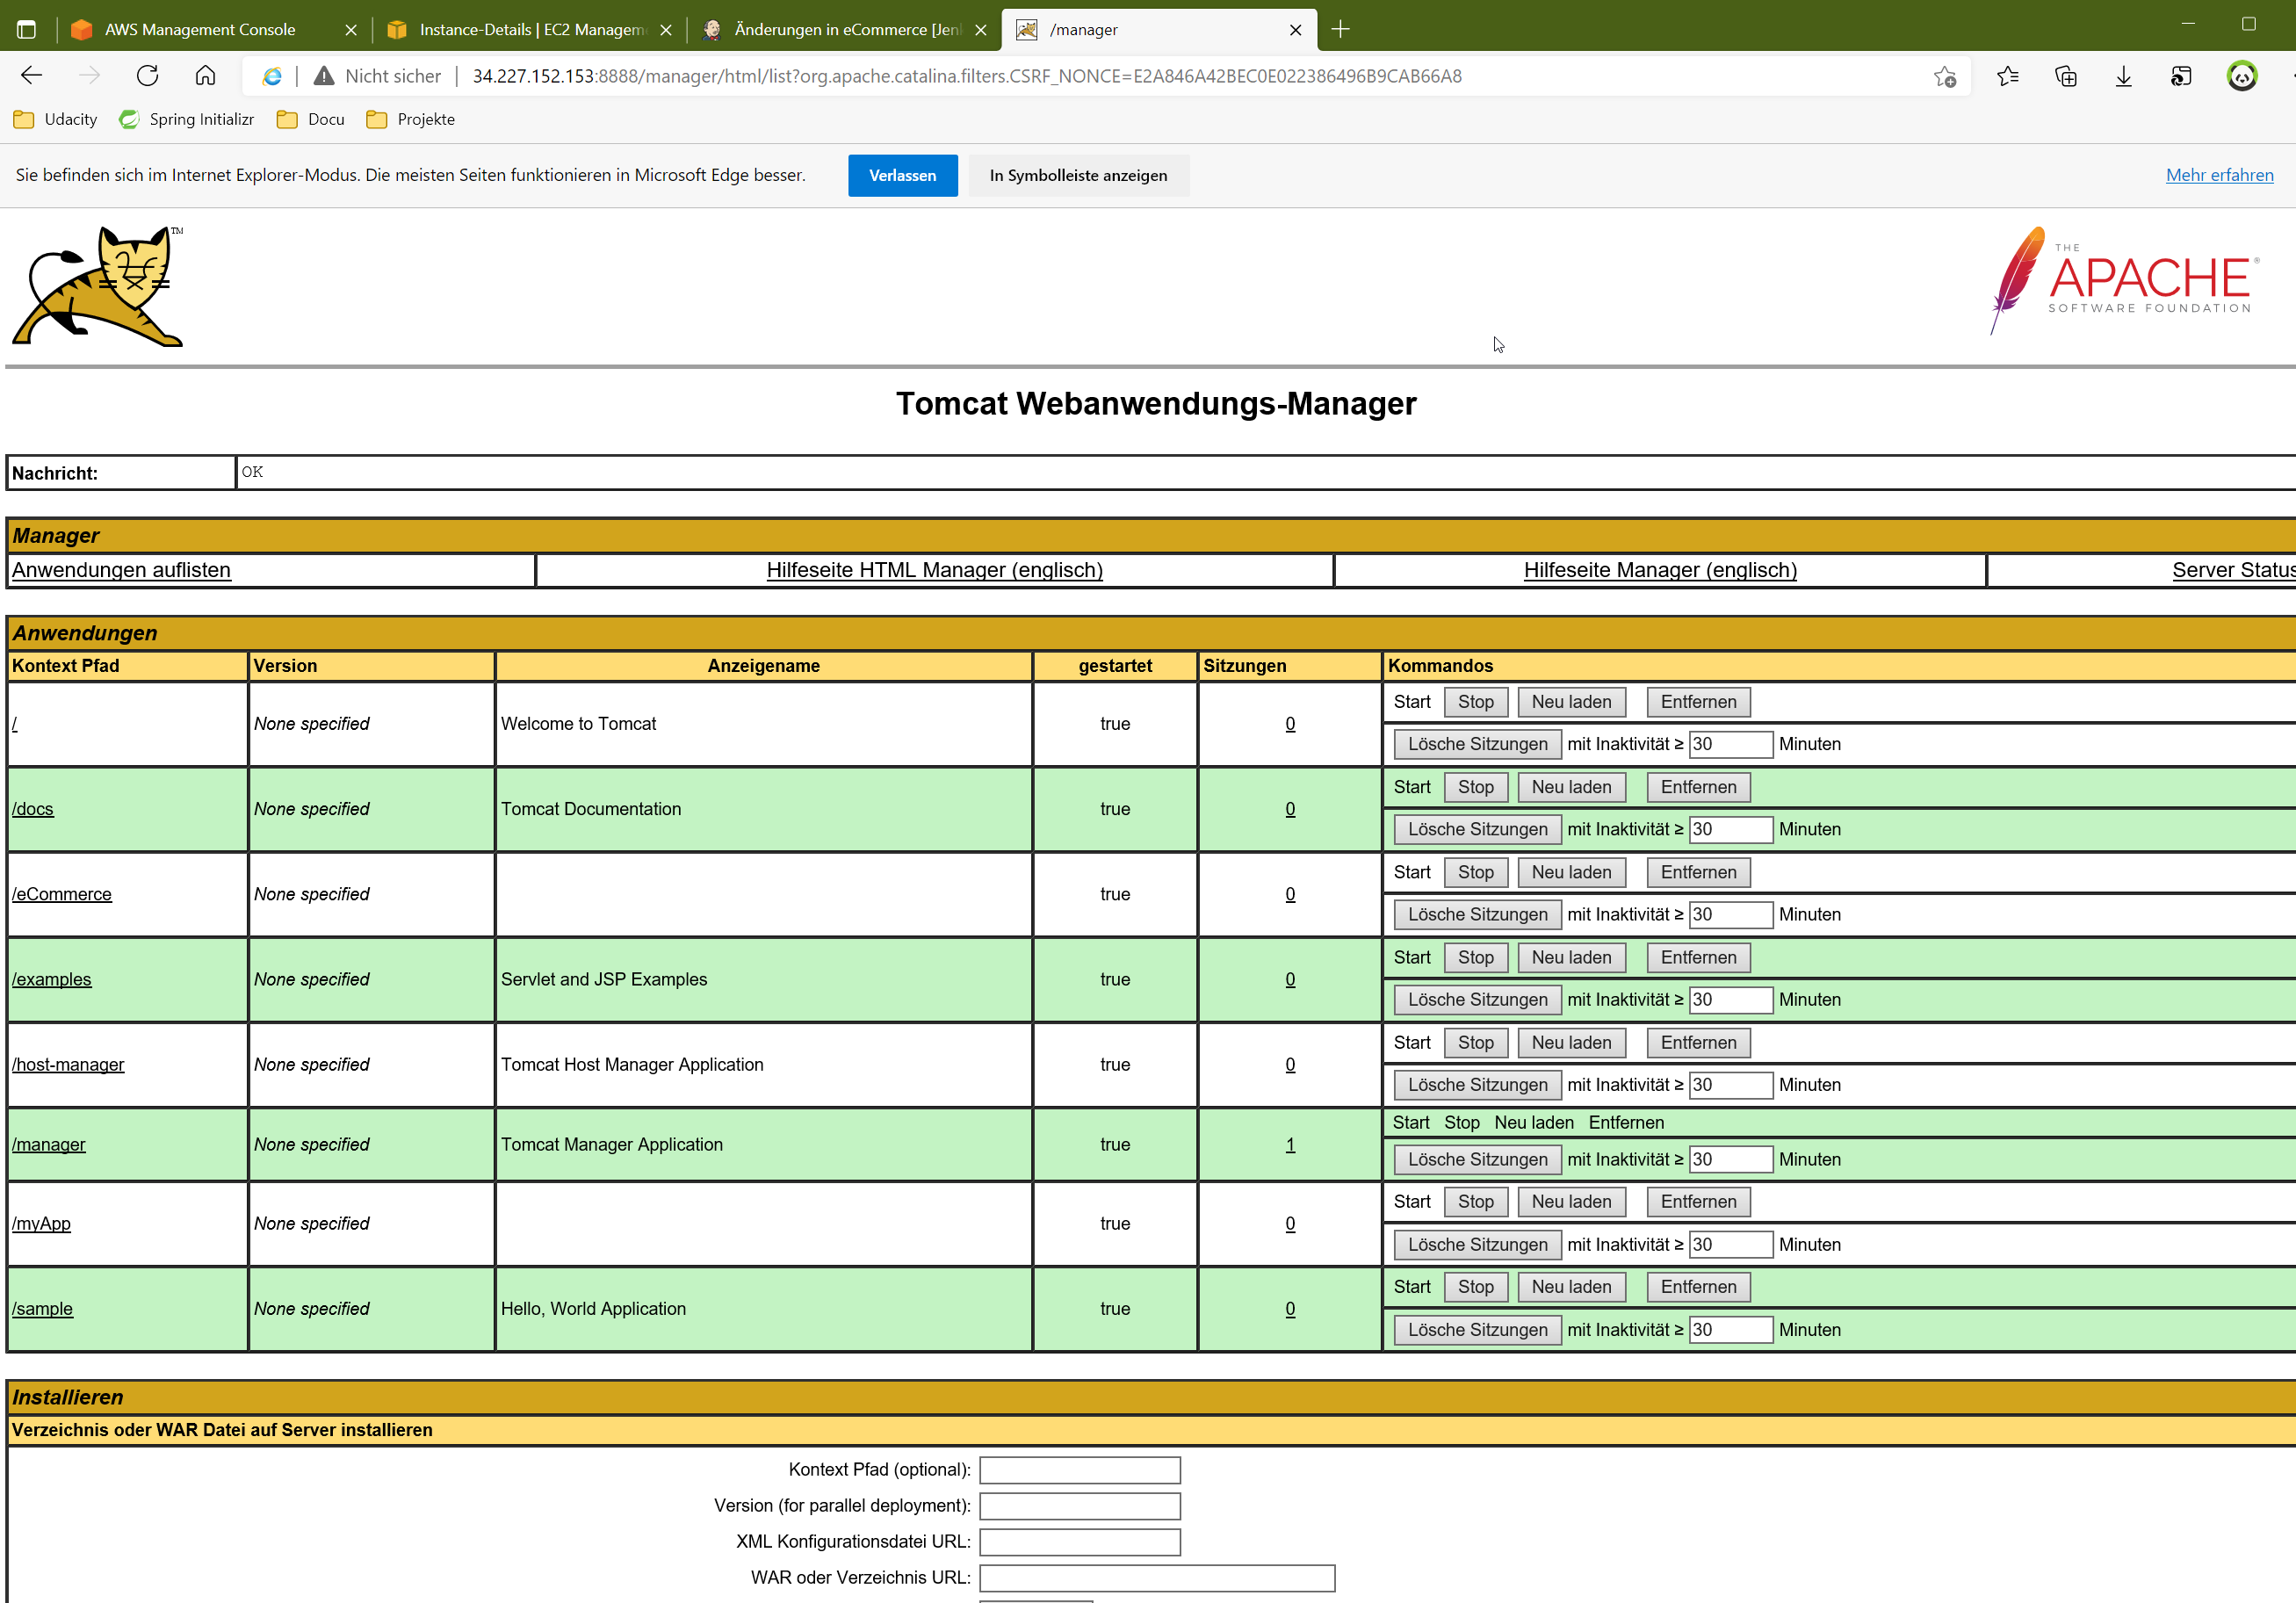 AWS Management Console
Instance-Details | EC2 Managem
Änderungen in eCommerce [Jen
/manager
Nicht sicher
34.227.152.153:8888/manager/html/list?org.apache.catalina.filters.CSRF_NONCE=E2A846A42BEC0E022386496B9CAB66A8
Udacity
Spring Initializr
Docu
Projekte
Sie befinden sich im Internet Explorer-Modus. Die meisten Seiten funktionieren in Microsoft Edge besser.
Verlassen
In Symbolleiste anzeigen
Mehr erfahren
TM
THE
APACHE®
SOFTWARE FOUNDATION
Tomcat Webanwendungs-Manager
Nachricht: OK
Manager
Anwendungen auflisten Hilfeseite HTML Manager (englisch) Hilfeseite Manager (englisch) Server Status
Anwendungen
Kontext Pfad Version Anzeigename gestartet Sitzungen Kommandos
/ None specified Welcome to Tomcat true 0
Start Stop Neu laden Entfernen
Lösche Sitzungen mit Inaktivität ≥ 30 Minuten
/docs None specified Tomcat Documentation true 0
Start Stop Neu laden Entfernen
Lösche Sitzungen mit Inaktivität ≥ 30 Minuten
/eCommerce None specified true 0
Start Stop Neu laden Entfernen
Lösche Sitzungen mit Inaktivität ≥ 30 Minuten
/examples None specified Servlet and JSP Examples true 0
Start Stop Neu laden Entfernen
Lösche Sitzungen mit Inaktivität ≥ 30 Minuten
/host-manager None specified Tomcat Host Manager Application true 0
Start Stop Neu laden Entfernen
Lösche Sitzungen mit Inaktivität ≥ 30 Minuten
/manager None specified Tomcat Manager Application true 1
Start Stop Neu laden Entfernen
Lösche Sitzungen mit Inaktivität ≥ 30 Minuten
/myApp None specified true 0
Start Stop Neu laden Entfernen
Lösche Sitzungen mit Inaktivität ≥ 30 Minuten
/sample None specified Hello, World Application true 0
Start Stop Neu laden Entfernen
Lösche Sitzungen mit Inaktivität ≥ 30 Minuten
Installieren
Verzeichnis oder WAR Datei auf Server installieren
Kontext Pfad (optional):
Version (for parallel deployment):
XML Konfigurationsdatei URL:
WAR oder Verzeichnis URL: